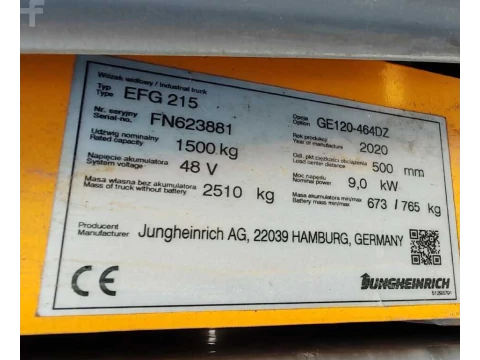 Wózek widłowy / Industrial truck
Typ
Type EFG 215
Opcja
Option GE120-464DZ
Nr. seryjny
Serial-no. FN623881
Rok produkcji
Year of manufacture 2020
Udźwig nominalny
Rated capacity 1500 kg
Odl. pkt.ciężkości obciążenia
Load center distance 500 mm
Napięcie akumulatora
System voltage 48 V
Moc napędu
Nominal power 9,0 kW
Masa własna bez akumulatora
Mass of truck without battery 2510 kg
Masa akumulatora min/max
Battery mass min/max 673 / 765 kg
Producent
Manufacturer Jungheinrich AG, 22039 HAMBURG, GERMANY
CE
JUNGHEINRICH